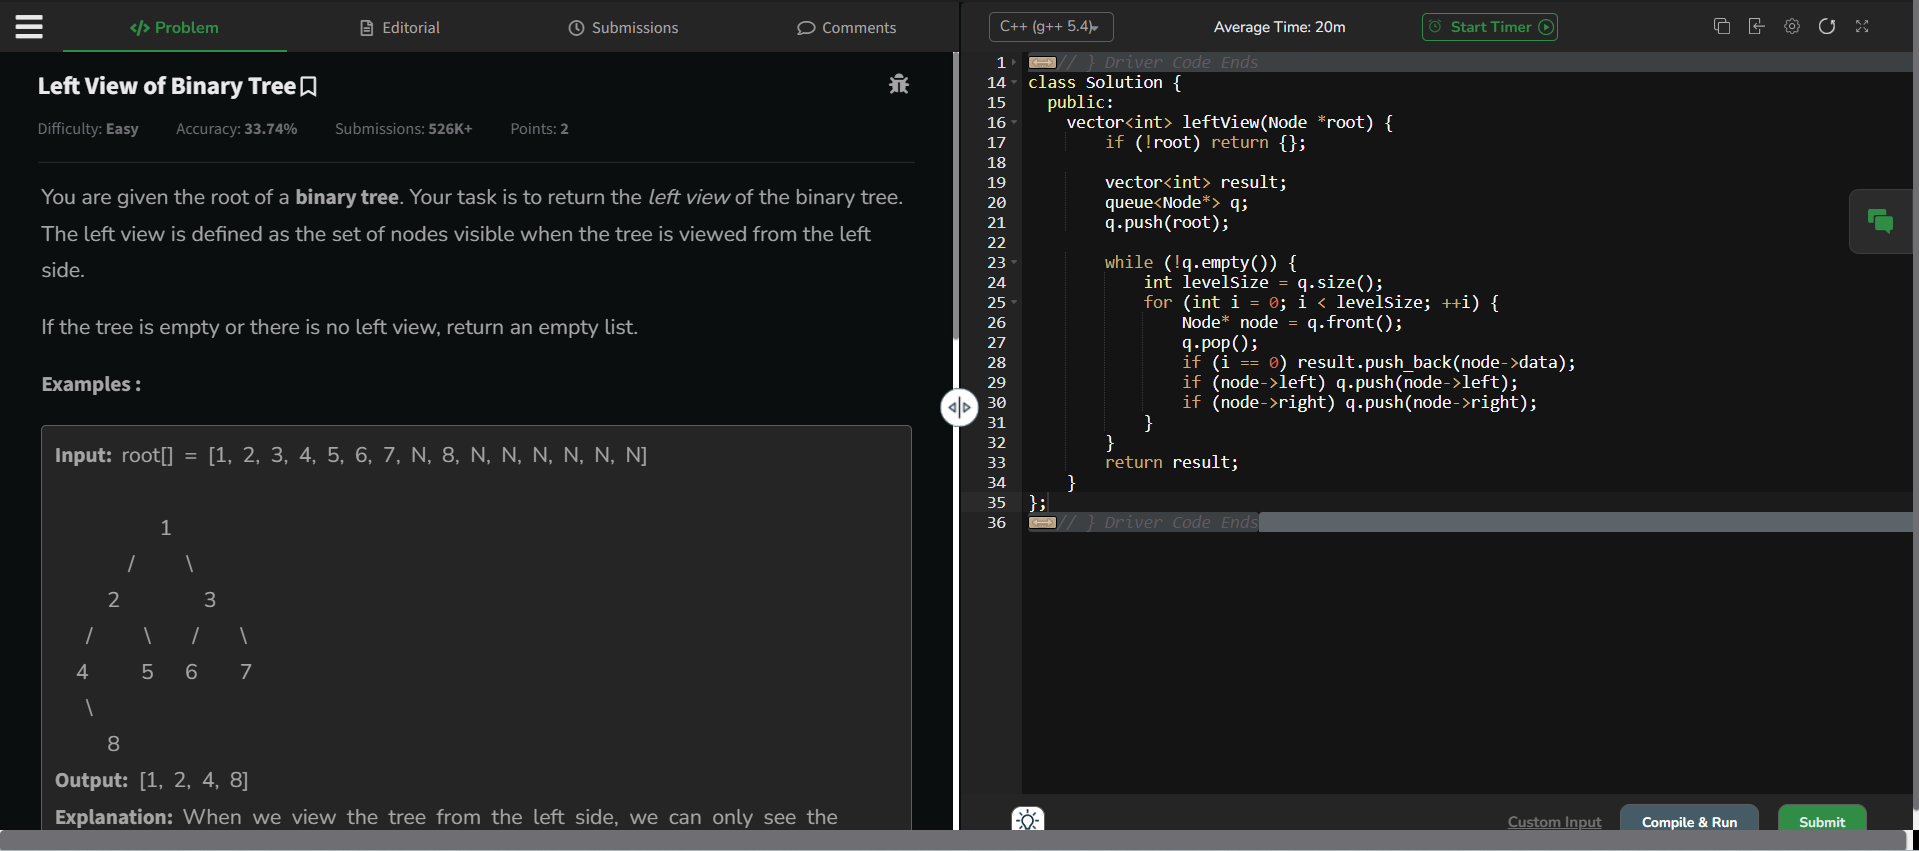 Problem
Editorial
Submissions
Comments
Left View of Binary Tree
Difficulty: Easy Accuracy: 33.74% Submissions: 526K+ Points: 2
You are given the root of a binary tree. Your task is to return the left view of the binary tree.
The left view is defined as the set of nodes visible when the tree is viewed from the left
side.
If the tree is empty or there is no left view, return an empty list.
Examples :
Input: root[] = [1, 2, 3, 4, 5, 6, 7, N, 8, N, N, N, N, N, N]
1
/ \
2 3
/ \ / \
4 5 6 7
\
8
Output: [1, 2, 4, 8]
Explanation: When we view the tree from the left side, we can only see the
C++ (g++ 5.4)
Average Time: 20m
Start Timer
1 // } Driver Code Ends
14 class Solution {
15 public:
16 vector<int> leftView(Node *root) {
17 if (!root) return {};
18
19 vector<int> result;
20 queue<Node*> q;
21 q.push(root);
22
23 while (!q.empty()) {
24 int levelSize = q.size();
25 for (int i = 0; i < levelSize; ++i) {
26 Node* node = q.front();
27 q.pop();
28 if (i == 0) result.push_back(node->data);
29 if (node->left) q.push(node->left);
30 if (node->right) q.push(node->right);
31 }
32 }
33 return result;
34 }
35 };
36 // } Driver Code Ends
Custom Input
Compile & Run
Submit